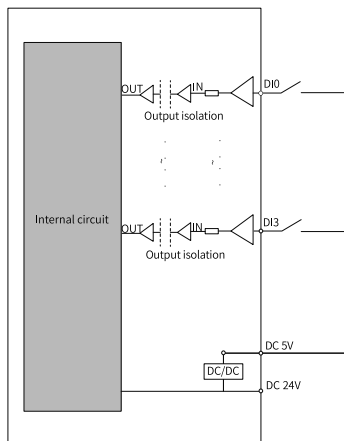 DI0
OUT
IN
Output isolation
Internal circuit
DI3
OUT
IN
Output isolation
DC 5V
DC/DC
DC 24V